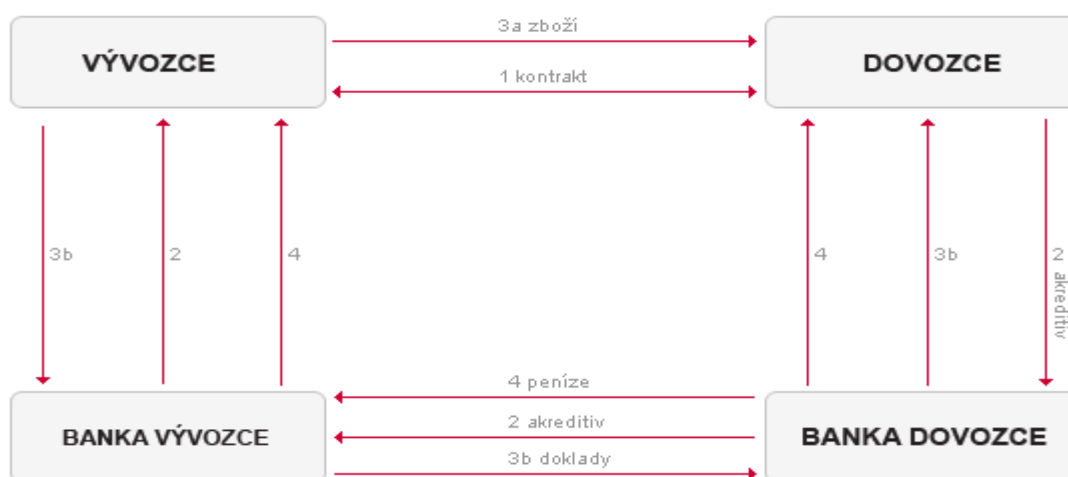 3a zboží
VÝVOZCE
DOVOZCE
1 kontrakt
3b
2
4
4
3b
2
akreditiv
4 peníze
2 akreditiv
BANKA VÝVOZCE
BANKA DOVOZCE
3b doklady